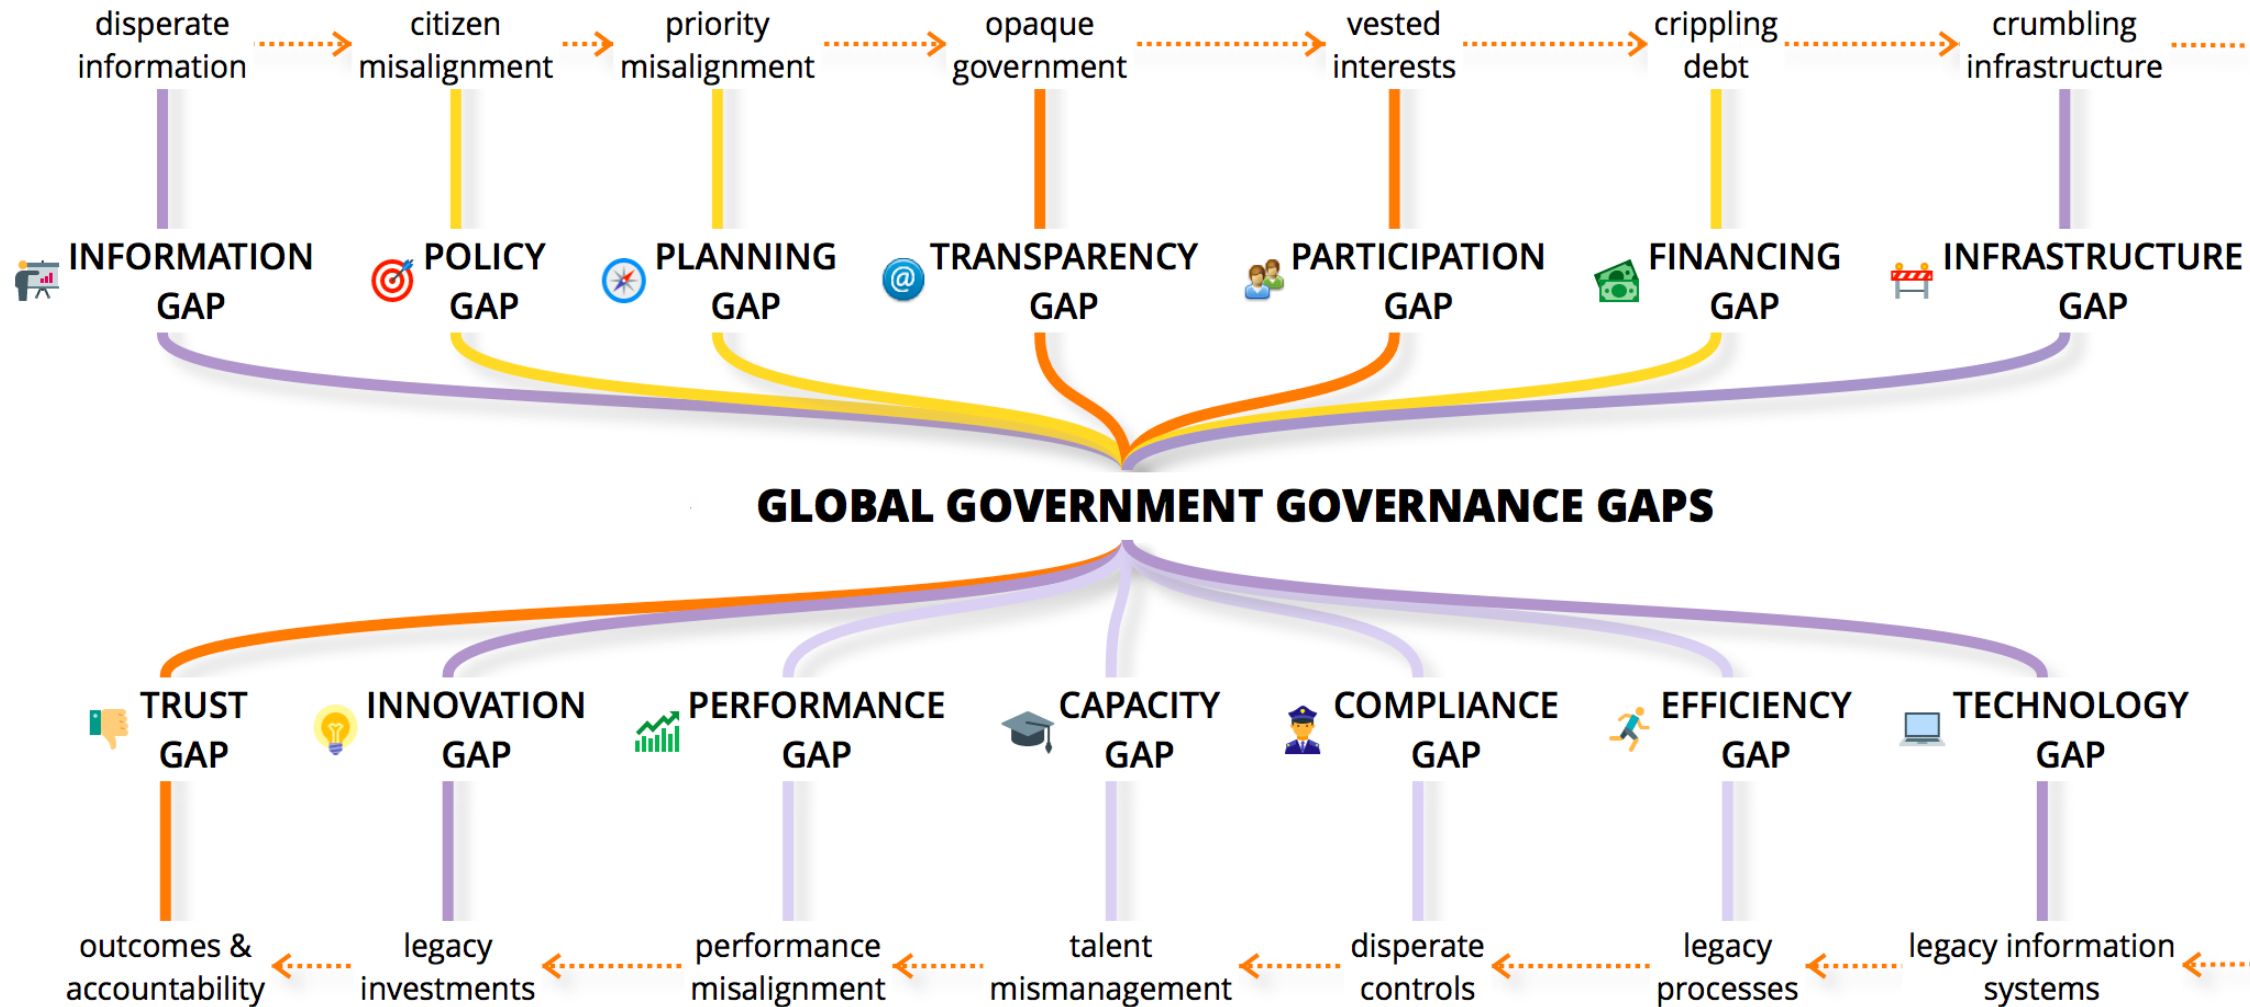 disperate
information
citizen
misalignment
priority
misalignment
opaque
government
vested
interests
crippling
debt
crumbling
infrastructure
INFORMATION
GAP
POLICY
GAP
PLANNING
GAP
@
TRANSPARENCY
GAP
PARTICIPATION
GAP
FINANCING
GAP
INFRASTRUCTURE
GAP
GLOBAL GOVERNMENT GOVERNANCE GAPS
TRUST
GAP
INNOVATION
GAP
PERFORMANCE
GAP
CAPACITY
GAP
COMPLIANCE
GAP
EFFICIENCY
GAP
TECHNOLOGY
GAP
outcomes &
accountability
legacy
investments
performance
misalignment
talent
mismanagement
disperate
controls
legacy
processes
legacy information
systems